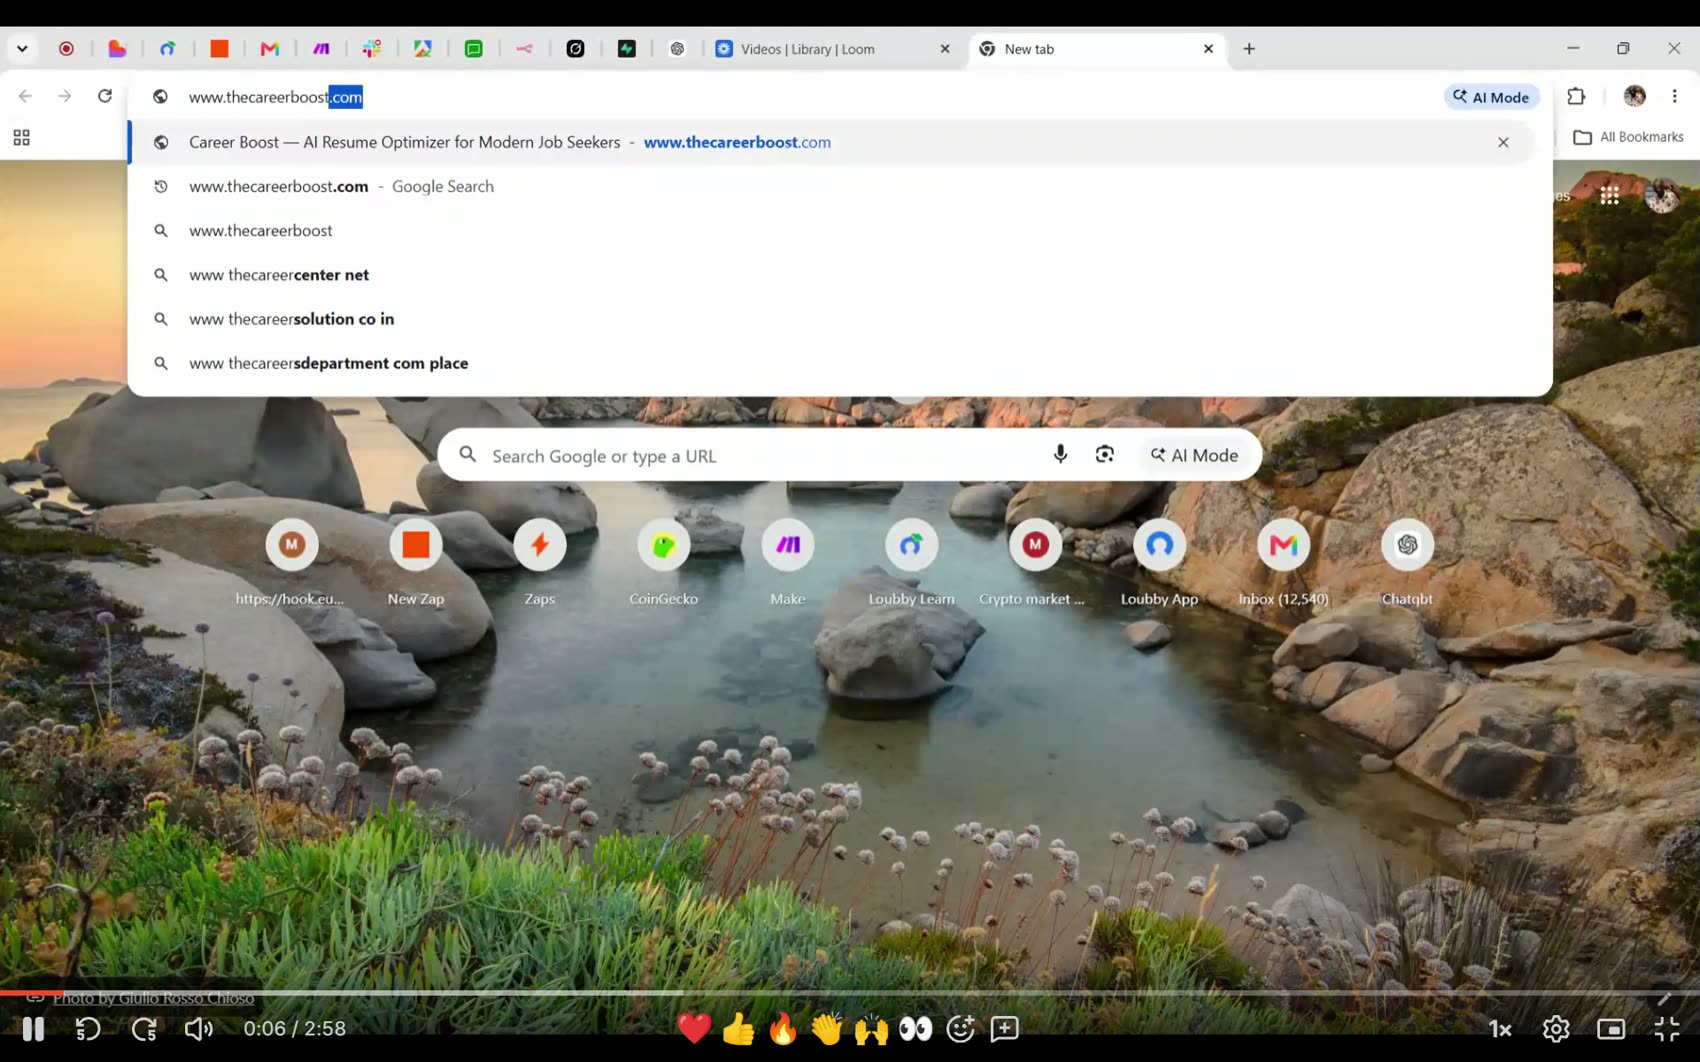 Videos | Library | Loom
New tab
www.thecareerboost.com
AI Mode
Career Boost — AI Resume Optimizer for Modern Job Seekers - www.thecareerboost.com
All Bookmarks
www.thecareerboost.com - Google Search
es
www.thecareerboost
www thecareercenter net
www thecareersolution co in
www thecareersdepartment com place
Search Google or type a URL
AI Mode
M
M
https://hook.eu...
New Zap
Zaps
CoinGecko
Make
Loubby Learn
Crypto market ...
Loubby App
Inbox (12,540)
Chatgbt
Photo by Giulio Rosso Chioso
0:06 / 2:58
1x